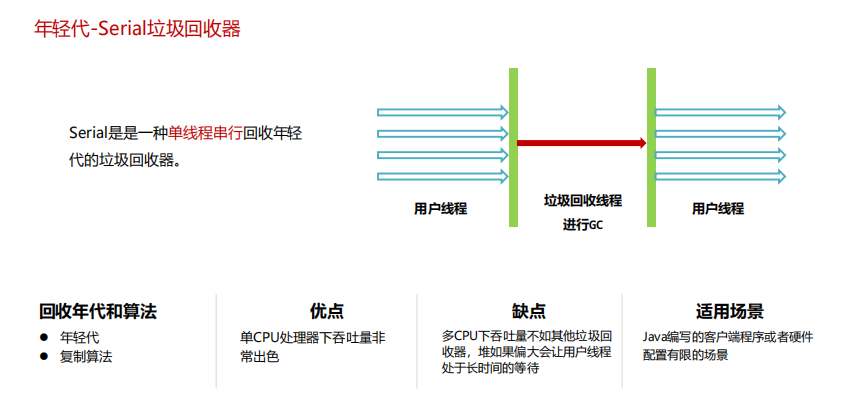 年轻代-Serial垃圾回收器
Serial是是一种单线程串行回收年轻
代的垃圾回收器。
用户线程
垃圾回收线程
进行GC
用户线程
回收年代和算法
● 年轻代
● 复制算法
优点
单CPU处理器下吞吐量非
常出色
缺点
多CPU下吞吐量不如其他垃圾回
收器，堆如果偏大会让用户线程
处于长时间的等待
适用场景
Java编写的客户端程序或者硬件
配置有限的场景